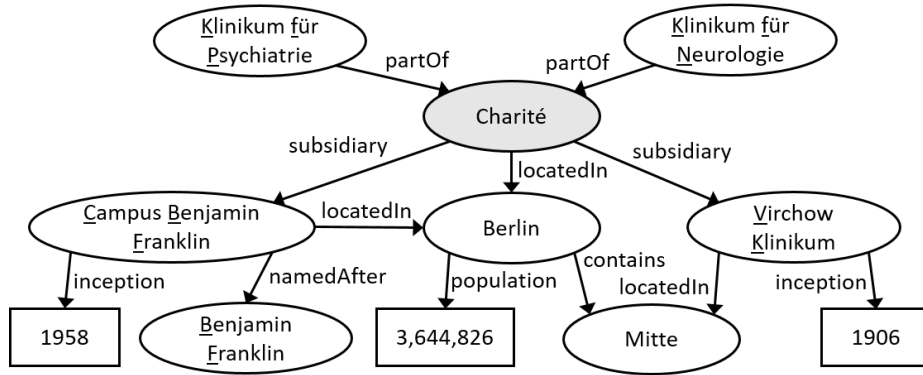 Klinikum für
Psychiatrie
Klinikum für
Neurologie
partOf
partOf
Charité
subsidiary
locatedIn
subsidiary
Campus Benjamin
Franklin
locatedIn
Berlin
Virchow
Klinikum
inception
namedAfter
population
contains
locatedIn
inception
1958
Benjamin
Franklin
3,644,826
Mitte
1906